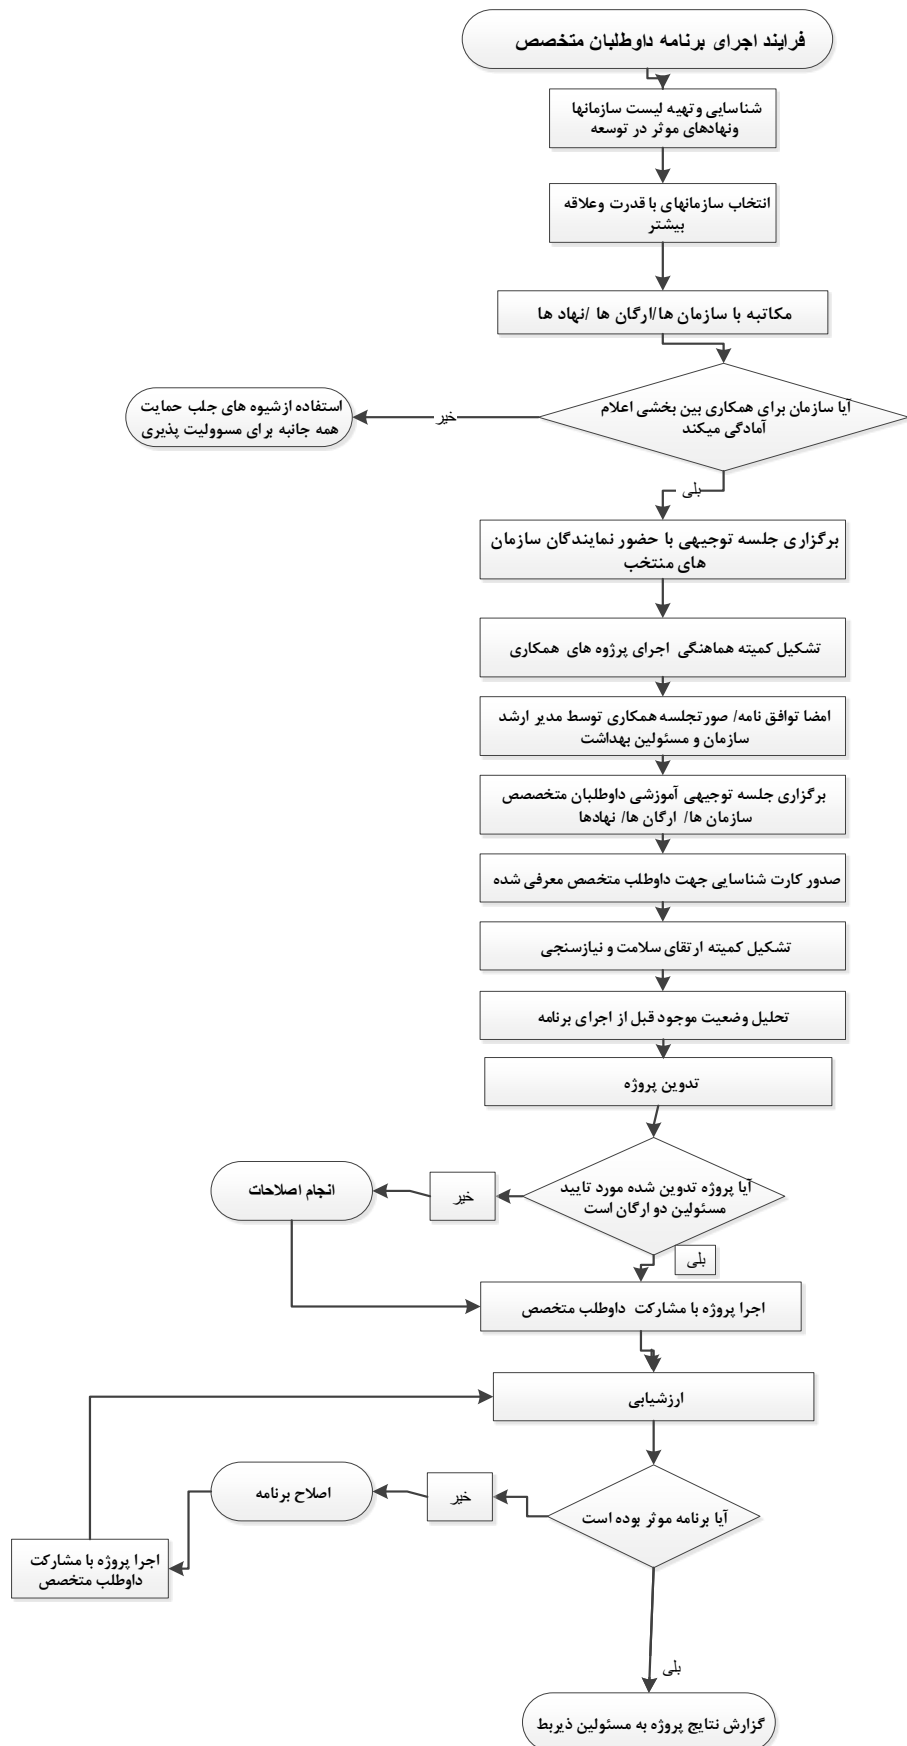 فرایند اجرای برنامه داوطلبان متخصص
شناسایی وتهیه لیست سازمانها
ونهادهای موثر در توسعه
انتخاب سازمانهای با قدرت وعلاقه
بیشتر
مکاتبه با سازمان ها/ارگان ها /نهاد ها
آیا سازمان برای همکاری بین بخشی اعلام
آمادگی میکند
خیر
استفاده ازشیوه های جلب حمایت
همه جانبه برای مسوولیت پذیری
بلی
برگزاری جلسه توجیهی با حضور نمایندگان سازمان
های منتخب
تشکیل کمیته هماهنگی اجرای پرژوه های همکاری
امضا توافق نامه/ صورتجلسه همکاری توسط مدیر ارشد
سازمان و مسئولین بهداشت
برگزاری جلسه توجیهی آموزشی داوطلبان متخصصص
سازمان ها/ ارگان ها/ نهادها
صدور کارت شناسایی جهت داوطلب متخصص معرفی شده
تشکیل کمیته ارتقای سلامت و نیازسنجی
تحلیل وضعیت موجود قبل از اجرای برنامه
تدوین پروژه
آیا پروژه تدوین شده مورد تایید
مسئولین دو ارگان است
خیر
انجام اصلاحات
بلی
اجرا پروژه با مشارکت داوطلب متخصص
ارزشیابی
آیا برنامه موثر بوده است
خیر
اصلاح برنامه
اجرا پروژه با مشارکت
داوطلب متخصص
بلی
گزارش نتایج پروژه به مسئولین ذیربط